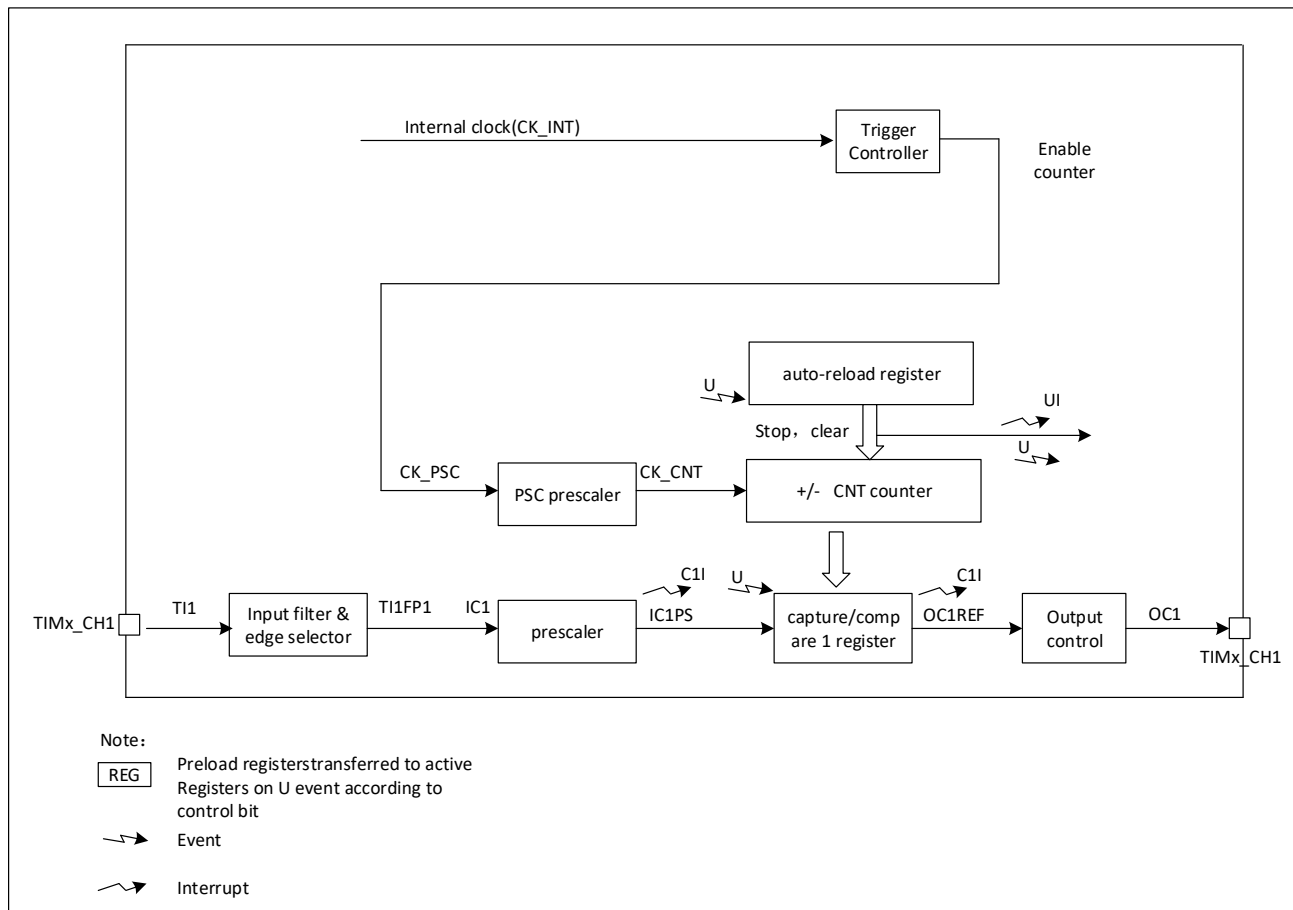 Internal clock(CK_INT)
Trigger
Controller
Enable
counter
auto-reload register
U
UI
Stop，clear
U
CK_PSC
PSC prescaler
CK_CNT
+/- CNT counter
TIMx_CH1
TI1
Input filter &
edge selector
TI1FP1
IC1
prescaler
C1I
IC1PS
U
capture/comp
are 1 register
C1I
OC1REF
Output
control
OC1
TIMx_CH1
Note：
REG
Preload registerstransferred to active
Registers on U event according to
control bit
Event
Interrupt